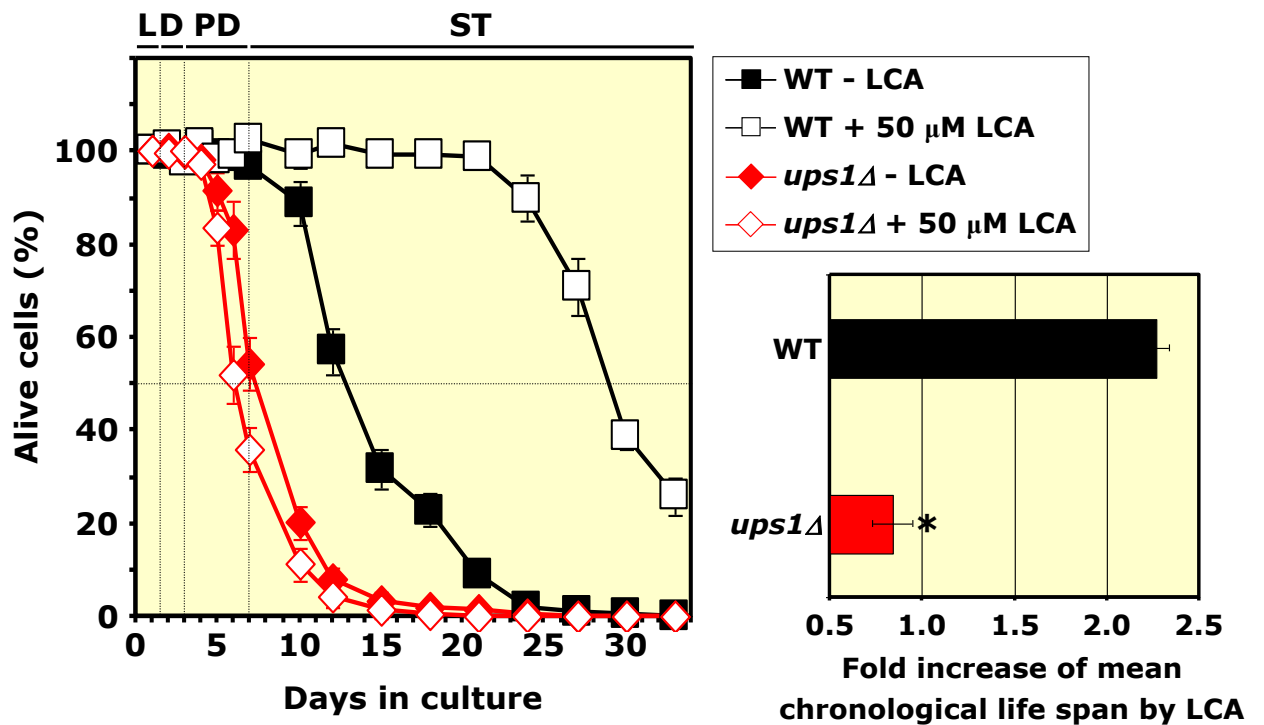 L D PD ST
100
80
60
40
20
0
0 5 10 15 20 25 30
Alive cells (%)
Days in culture
WT - LCA
WT + 50 μM LCA
ups1Δ - LCA
ups1Δ + 50 μM LCA
WT
ups1Δ
*
0.5 1.0 1.5 2.0 2.5
Fold increase of mean
chronological life span by LCA